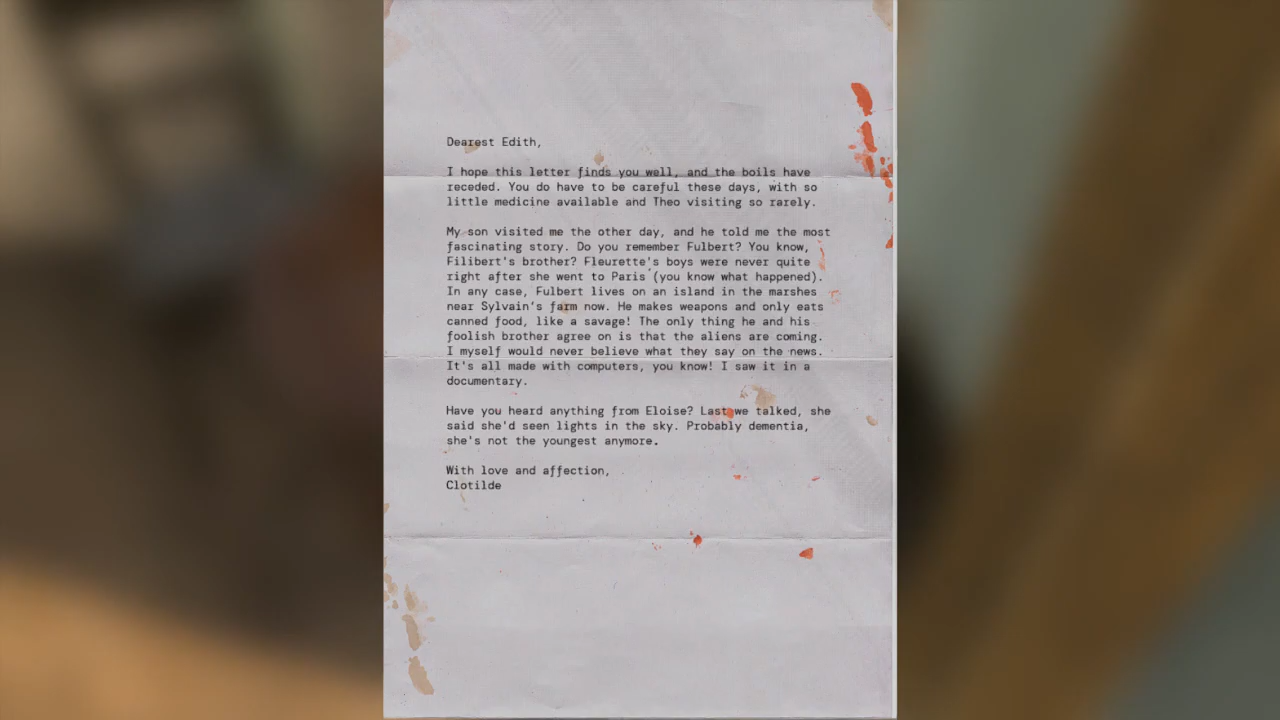 Dearest Edith,
I hope this letter finds you well, and the boils have
receded. You do have to be careful these days, with so
little medicine available and Theo visiting so rarely.
My son visited me the other day, and he told me the most
fascinating story. Do you remember Fulbert? You know,
Filibert's brother? Fleurette's boys were never quite
right after she went to Paris (you know what happened).
In any case, Fulbert lives on an island in the marshes
near Sylvain's farm now. He makes weapons and only eats
canned food, like a savage! The only thing he and his
foolish brother agree on is that the aliens are coming.
I myself would never believe what they say on the news.
It's all made with computers, you know! I saw it in a
documentary.
Have you heard anything from Eloise? Last we talked, she
said she'd seen lights in the sky. Probably dementia,
she's not the youngest anymore.
With love and affection,
Clotilde